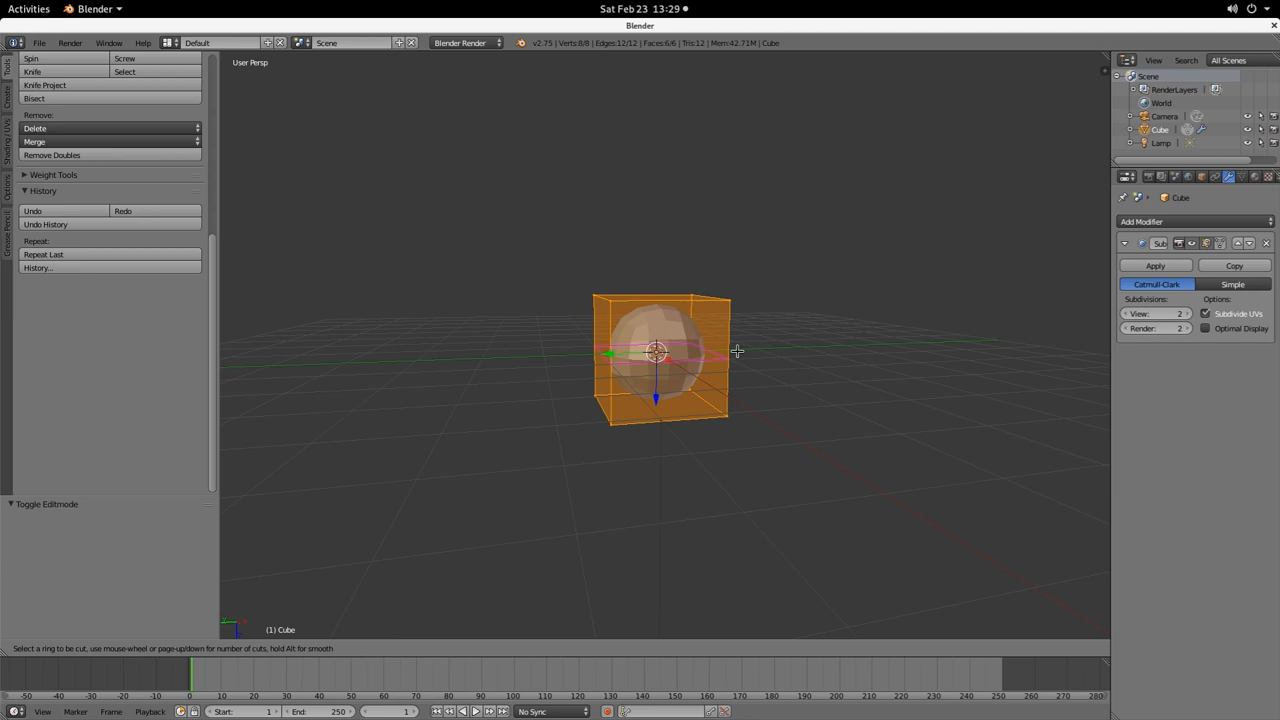 Activities Blender Sat Feb 23 13:29
Blender
File Render Window Help Default Scene Blender Render v2.75 | Verts:8/8 | Edges:12/12 | Faces:6/6 | Tris:12 | Mem:42.71M | Cube
View Search All Scenes
Scene
RenderLayers
World
Camera
Cube
Lamp
Tools
Create
Shading / UVs
Options
Grease Pencil
Spin Screw
Knife Select
Knife Project
Bisect
Remove:
Delete
Merge
Remove Doubles
Weight Tools
History
Undo Redo
Undo History
Repeat:
Repeat Last
History...
Toggle Editmode
User Persp
(1) Cube
Cube
Add Modifier
Sub
Apply Copy
Catmull-Clark Simple
Subdivisions: Options:
View: 2 Subdivide UVs
Render: 2 Optimal Display
Select a ring to be cut, use mouse-wheel or page-up/down for number of cuts, hold Alt for smooth
-50 -40 -30 -20 -10 0 10 20 30 40 50 60 70 80 90 100 110 120 130 140 150 160 170 180 190 200 210 220 230 240 250 260 270 280
View Marker Frame Playback Start: 1 End: 250 1 No Sync